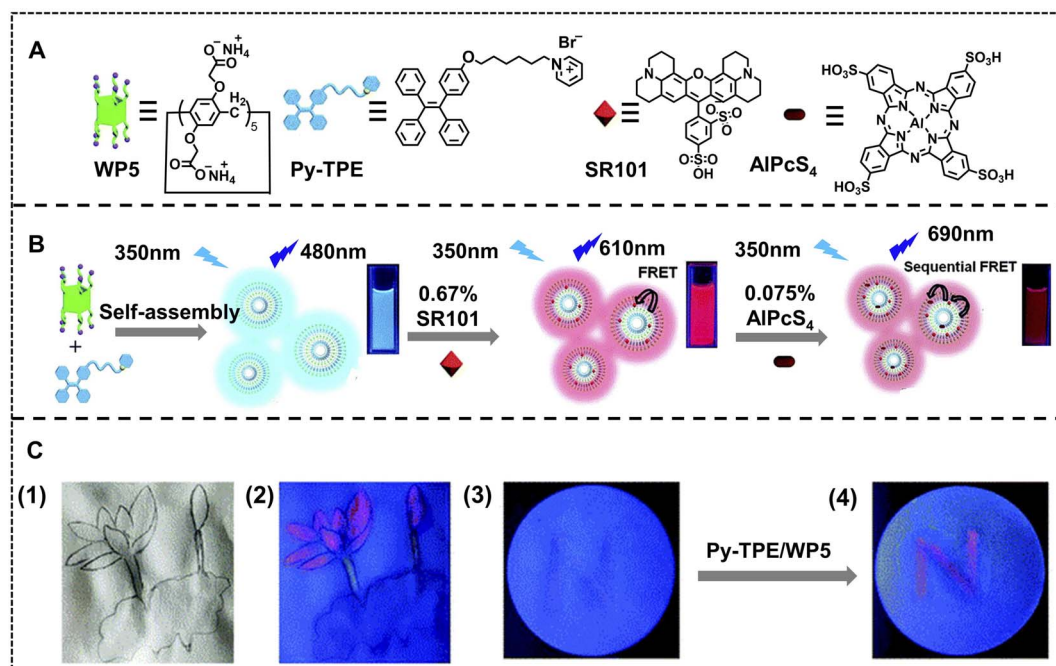 A
WP5
O
O⁻ NH₄⁺
O
H₂
C
5
O
O
O⁻ NH₄⁺
Py-TPE
O
N⁺
Br⁻
SR101
N
O
N⁺
O
S=O
O
O=S=O
OH
AlPcS₄
SO₃H
HO₃S
N
N
N
N
Al
N
N
N
N
HO₃S
SO₃H
B
350nm
480nm
+
Self-assembly
350nm
610nm
FRET
0.67%
SR101
350nm
690nm
Sequential FRET
0.075%
AlPcS₄
C
(1)
(2)
(3)
(4)
Py-TPE/WP5
N